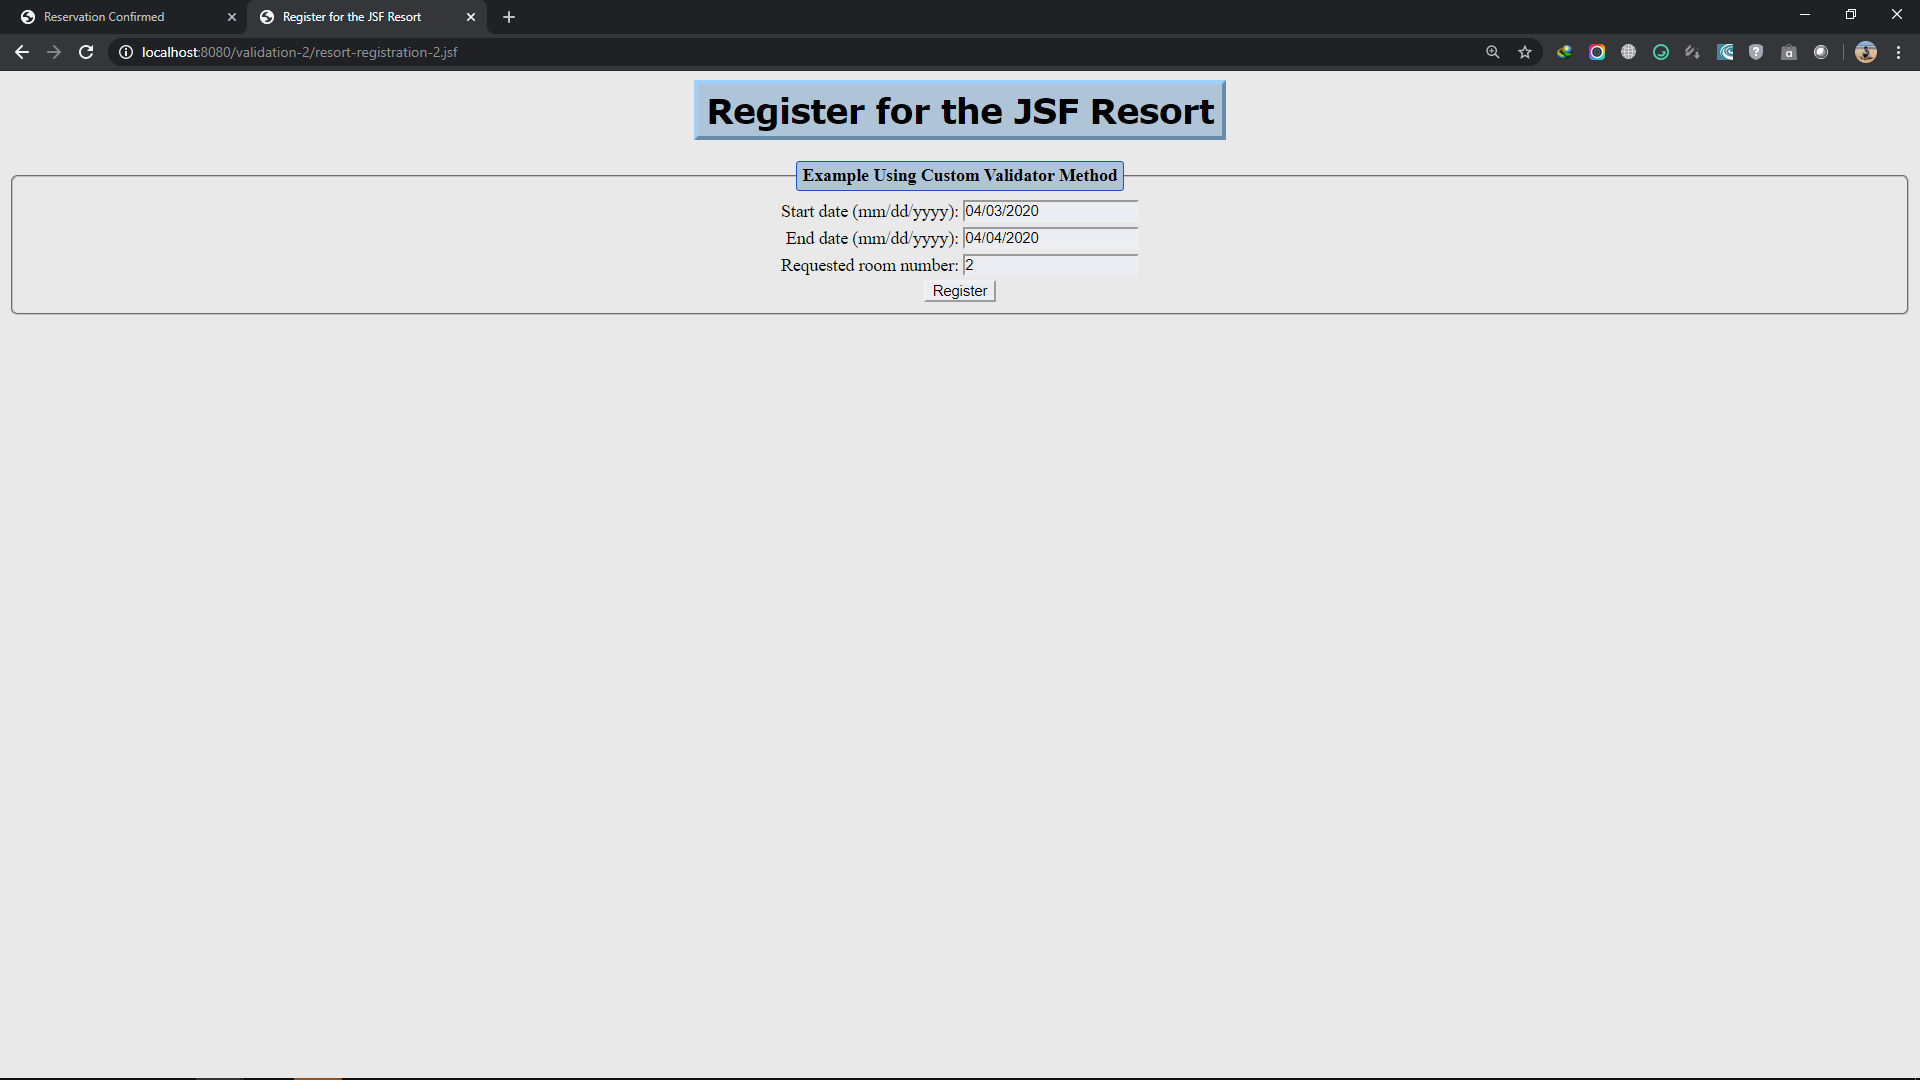 Reservation Confirmed
Register for the JSF Resort
localhost:8080/validation-2/resort-registration-2.jsf
Register for the JSF Resort
Example Using Custom Validator Method
Start date (mm/dd/yyyy): 04/03/2020
End date (mm/dd/yyyy): 04/04/2020
Requested room number: 2
Register